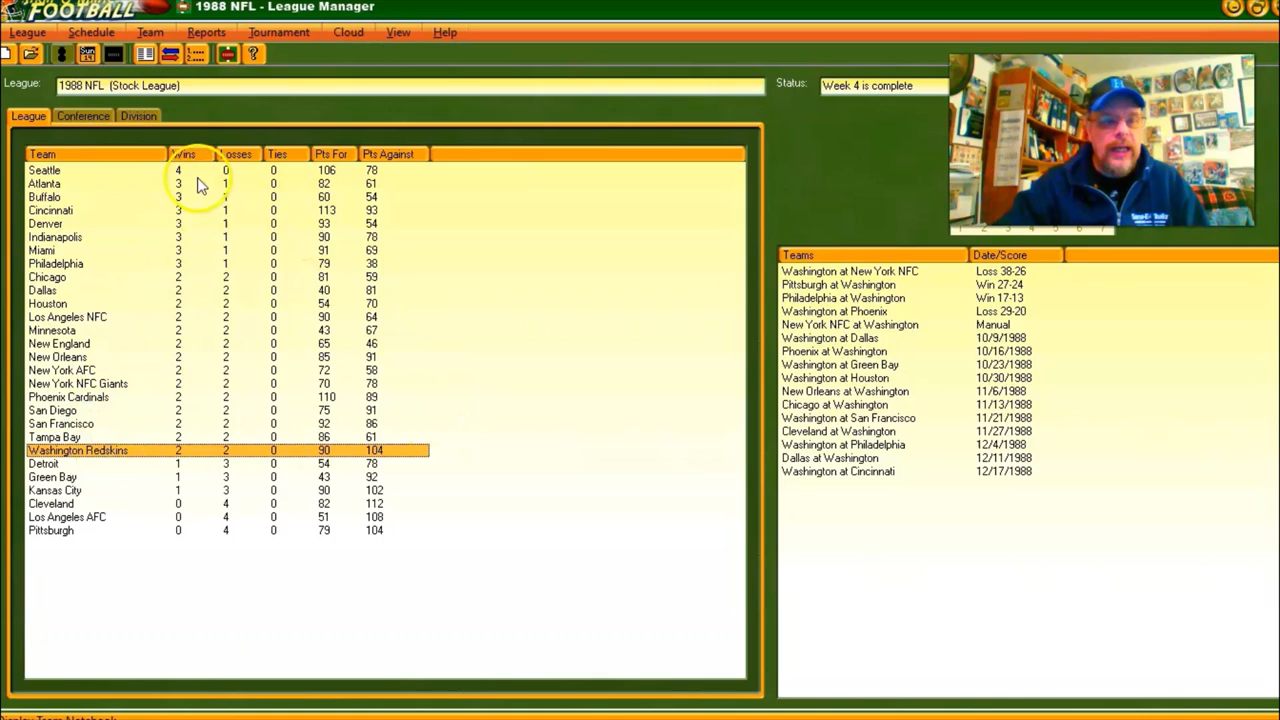 FOOTBALL
1988 NFL - League Manager
League Schedule Team Reports Tournament Cloud View Help
League: 1988 NFL (Stock League) Status: Week 4 is complete
League Conference Division
Team Wins Losses Ties Pts For Pts Against
Seattle 4 0 0 106 78
Atlanta 3 1 0 82 61
Buffalo 3 1 0 60 54
Cincinnati 3 1 0 113 93
Denver 3 1 0 93 54
Indianapolis 3 1 0 90 78
Miami 3 1 0 91 69
Philadelphia 3 1 0 79 38
Chicago 2 2 0 81 59
Dallas 2 2 0 40 81
Houston 2 2 0 54 70
Los Angeles NFC 2 2 0 90 64
Minnesota 2 2 0 43 67
New England 2 2 0 65 46
New Orleans 2 2 0 85 91
New York AFC 2 2 0 72 58
New York NFC Giants 2 2 0 70 78
Phoenix Cardinals 2 2 0 110 89
San Diego 2 2 0 75 91
San Francisco 2 2 0 92 86
Tampa Bay 2 2 0 86 61
Washington Redskins 2 2 0 90 104
Detroit 1 3 0 54 78
Green Bay 1 3 0 43 92
Kansas City 1 3 0 90 102
Cleveland 0 4 0 82 112
Los Angeles AFC 0 4 0 51 108
Pittsburgh 0 4 0 79 104
1 2 3 4 5 6 7
Teams Date/Score
Washington at New York NFC Loss 38-26
Pittsburgh at Washington Win 27-24
Philadelphia at Washington Win 17-13
Washington at Phoenix Loss 29-20
New York NFC at Washington Manual
Washington at Dallas 10/9/1988
Phoenix at Washington 10/16/1988
Washington at Green Bay 10/23/1988
Washington at Houston 10/30/1988
New Orleans at Washington 11/6/1988
Chicago at Washington 11/13/1988
Washington at San Francisco 11/21/1988
Cleveland at Washington 11/27/1988
Washington at Philadelphia 12/4/1988
Dallas at Washington 12/11/1988
Washington at Cincinnati 12/17/1988
Display Team Notebook